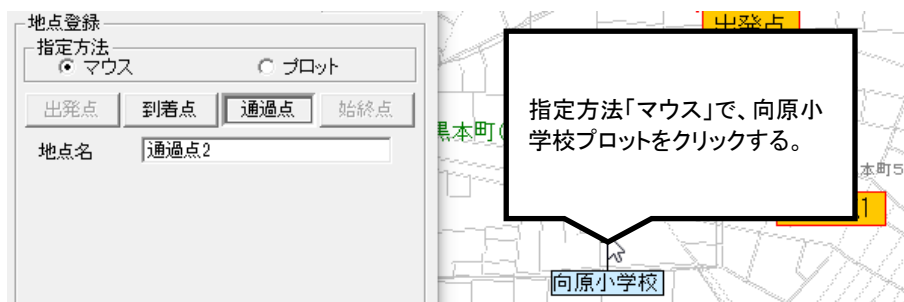 地点登録
指定方法
マウス
プロット
出発点
到着点
通過点
始終点
地点名
通過点2
出発点
指定方法「マウス」で、向原小
学校プロットをクリックする。
本町
本町5
1
向原小学校